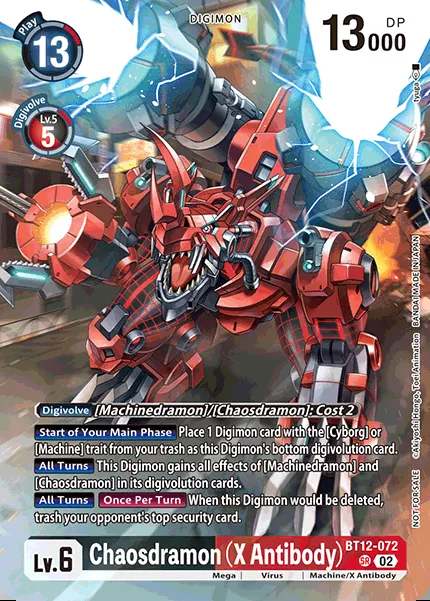 DIGIMON
Play
13
13000 DP
Digivolve
Lv.5
5
Iyuga
NOT FOR SALE ©Akiyoshi Hongo, Toei Animation BANDAI MADE IN JAPAN
Digivolve [Machinedramon]/[Chaosdramon]: Cost 2
Start of Your Main Phase Place 1 Digimon card with the [Cyborg] or
[Machine] trait from your trash as this Digimon's bottom digivolution card.
All Turns This Digimon gains all effects of [Machinedramon] and
[Chaosdramon] in its digivolution cards.
All Turns Once Per Turn When this Digimon would be deleted,
trash your opponent's top security card.
Lv.6 Chaosdramon (X Antibody) BT12-072
SR 02
Mega Virus Machine/X Antibody